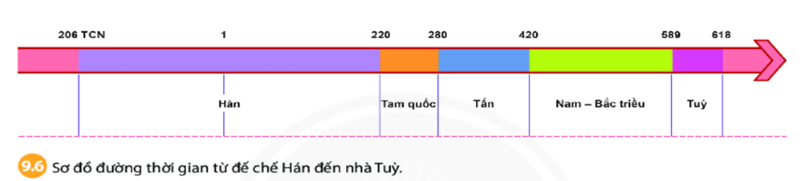 206 TCN 1 220 280 420 589 618
Hán Tam quốc Tấn Nam – Bắc triều Tuỳ
9.6 Sơ đồ đường thời gian từ đế chế Hán đến nhà Tuỳ.